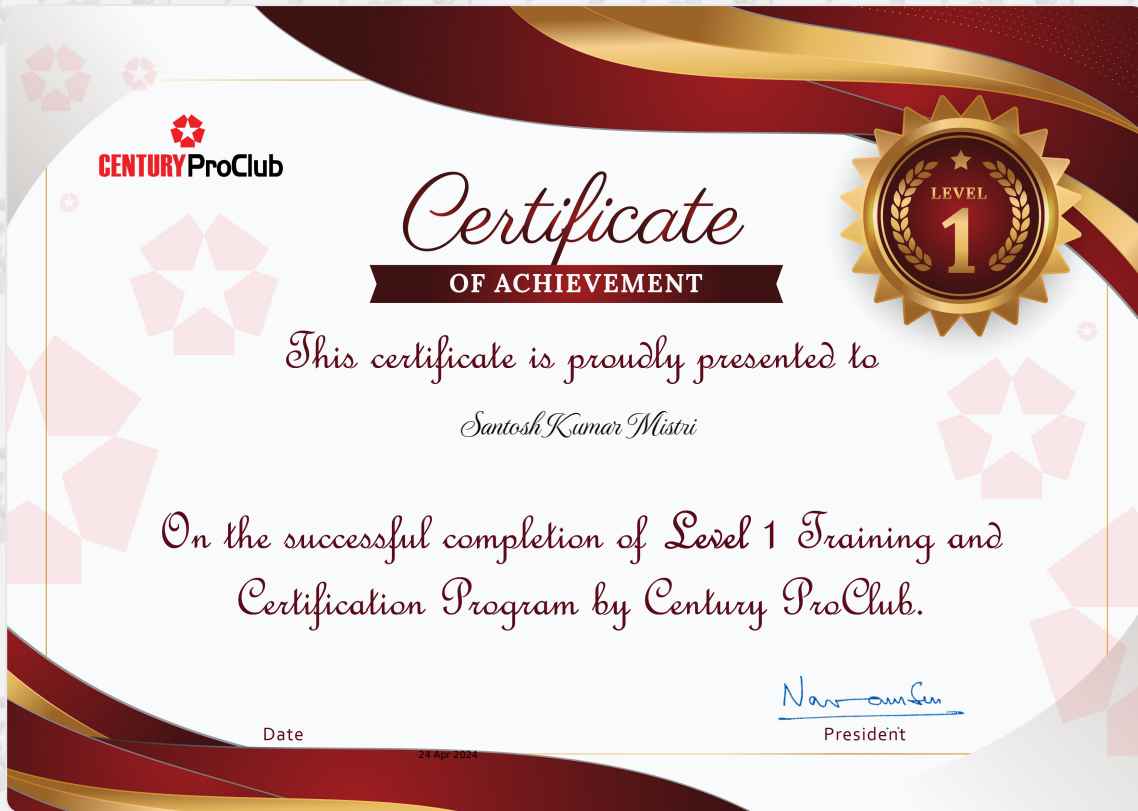 CENTURY ProClub
LEVEL
1
Certificate
OF ACHIEVEMENT
This certificate is proudly presented to
Santosh Kumar Mistri
On the successful completion of Level 1 Training and
Certification Program by Century ProClub.
Date
24 Apr 2024
President